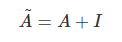 Ã = A + I